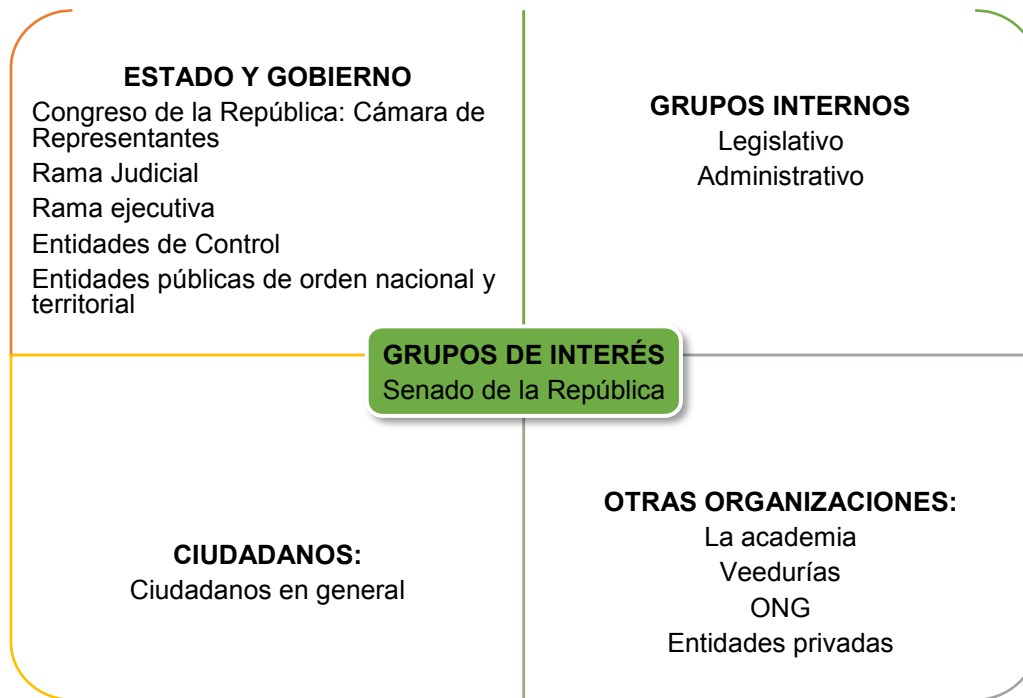 ESTADO Y GOBIERNO
Congreso de la República: Cámara de
Representantes
Rama Judicial
Rama ejecutiva
Entidades de Control
Entidades públicas de orden nacional y
territorial
GRUPOS INTERNOS
Legislativo
Administrativo
GRUPOS DE INTERÉS
Senado de la República
CIUDADANOS:
Ciudadanos en general
OTRAS ORGANIZACIONES:
La academia
Veedurías
ONG
Entidades privadas